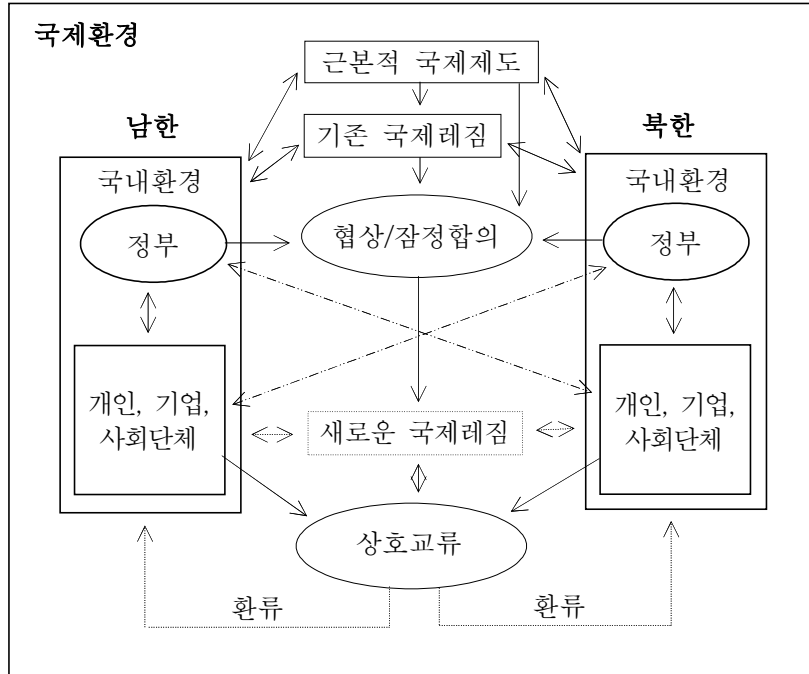 국제환경
근본적 국제제도
남한
기존 국제레짐
북한
국내환경
국내환경
정부
협상/잠정합의
정부
개인, 기업,
사회단체
새로운 국제레짐
개인, 기업,
사회단체
상호교류
환류
환류